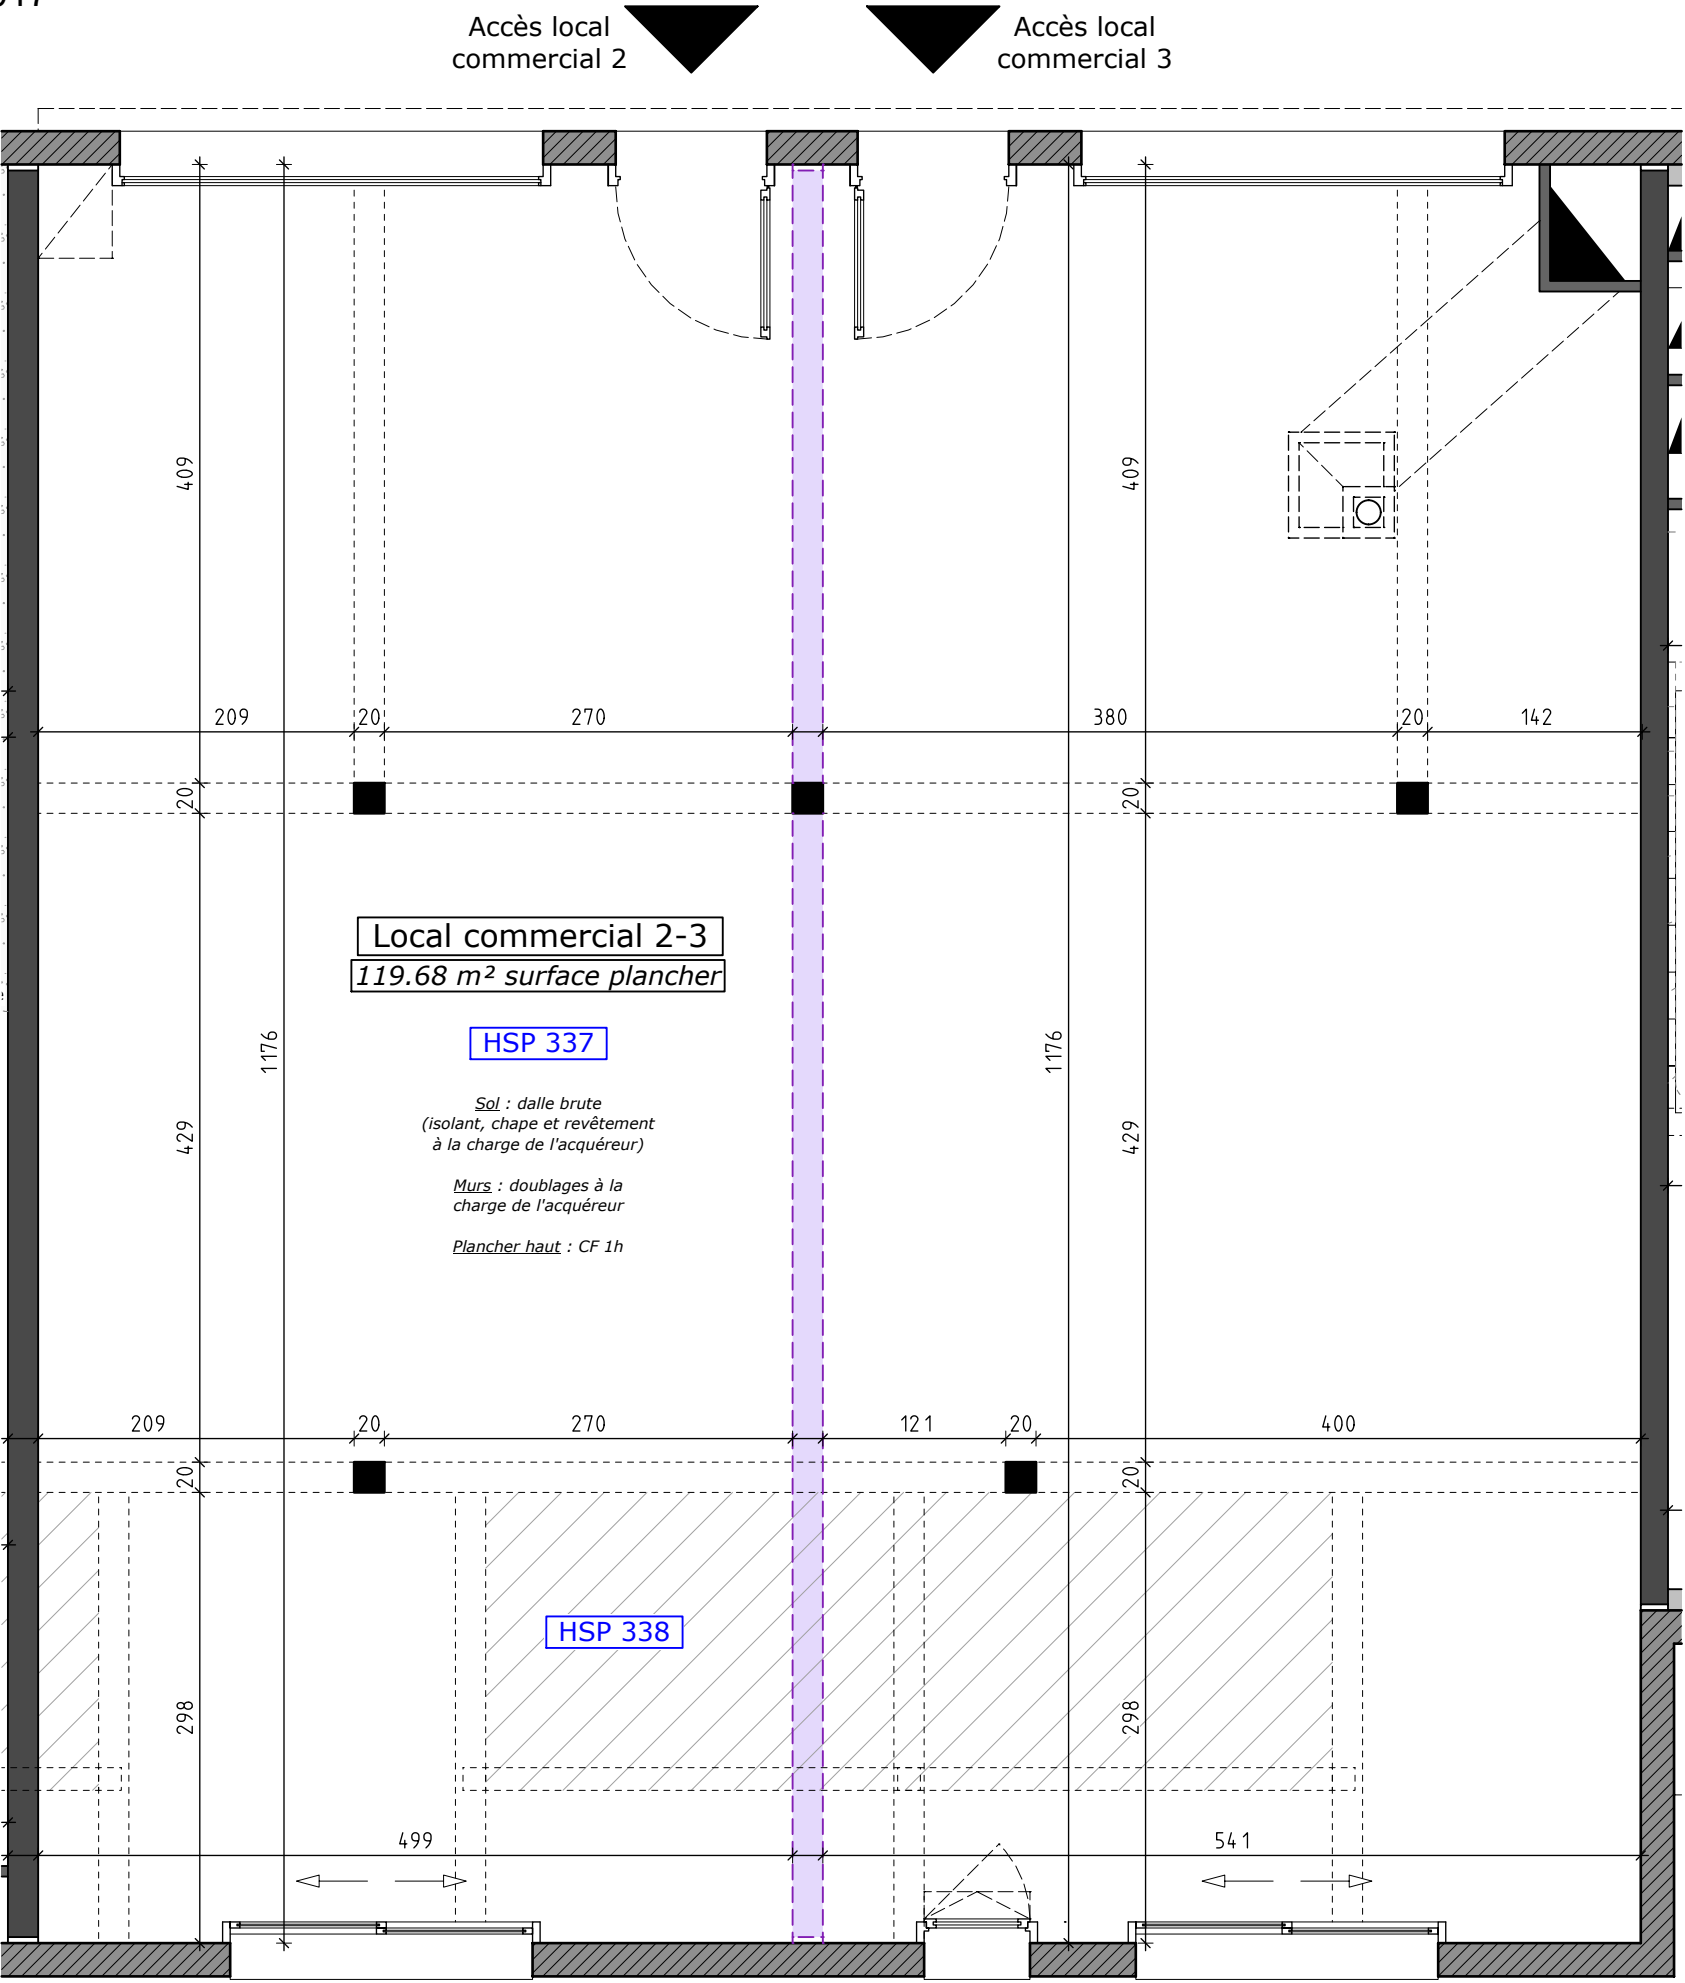 Accès local
commercial 2
Accès local
commercial 3
409
409
209
20
270
380
20
142
20
20
Local commercial 2-3
119.68 m² surface plancher
HSP 337
1176
1176
Sol : dalle brute
(isolant, chape et revêtement
à la charge de l'acquéreur)
429
429
Murs : doublages à la
charge de l'acquéreur
Plancher haut : CF 1h
209
20
270
121
20
400
20
20
HSP 338
298
298
499
541